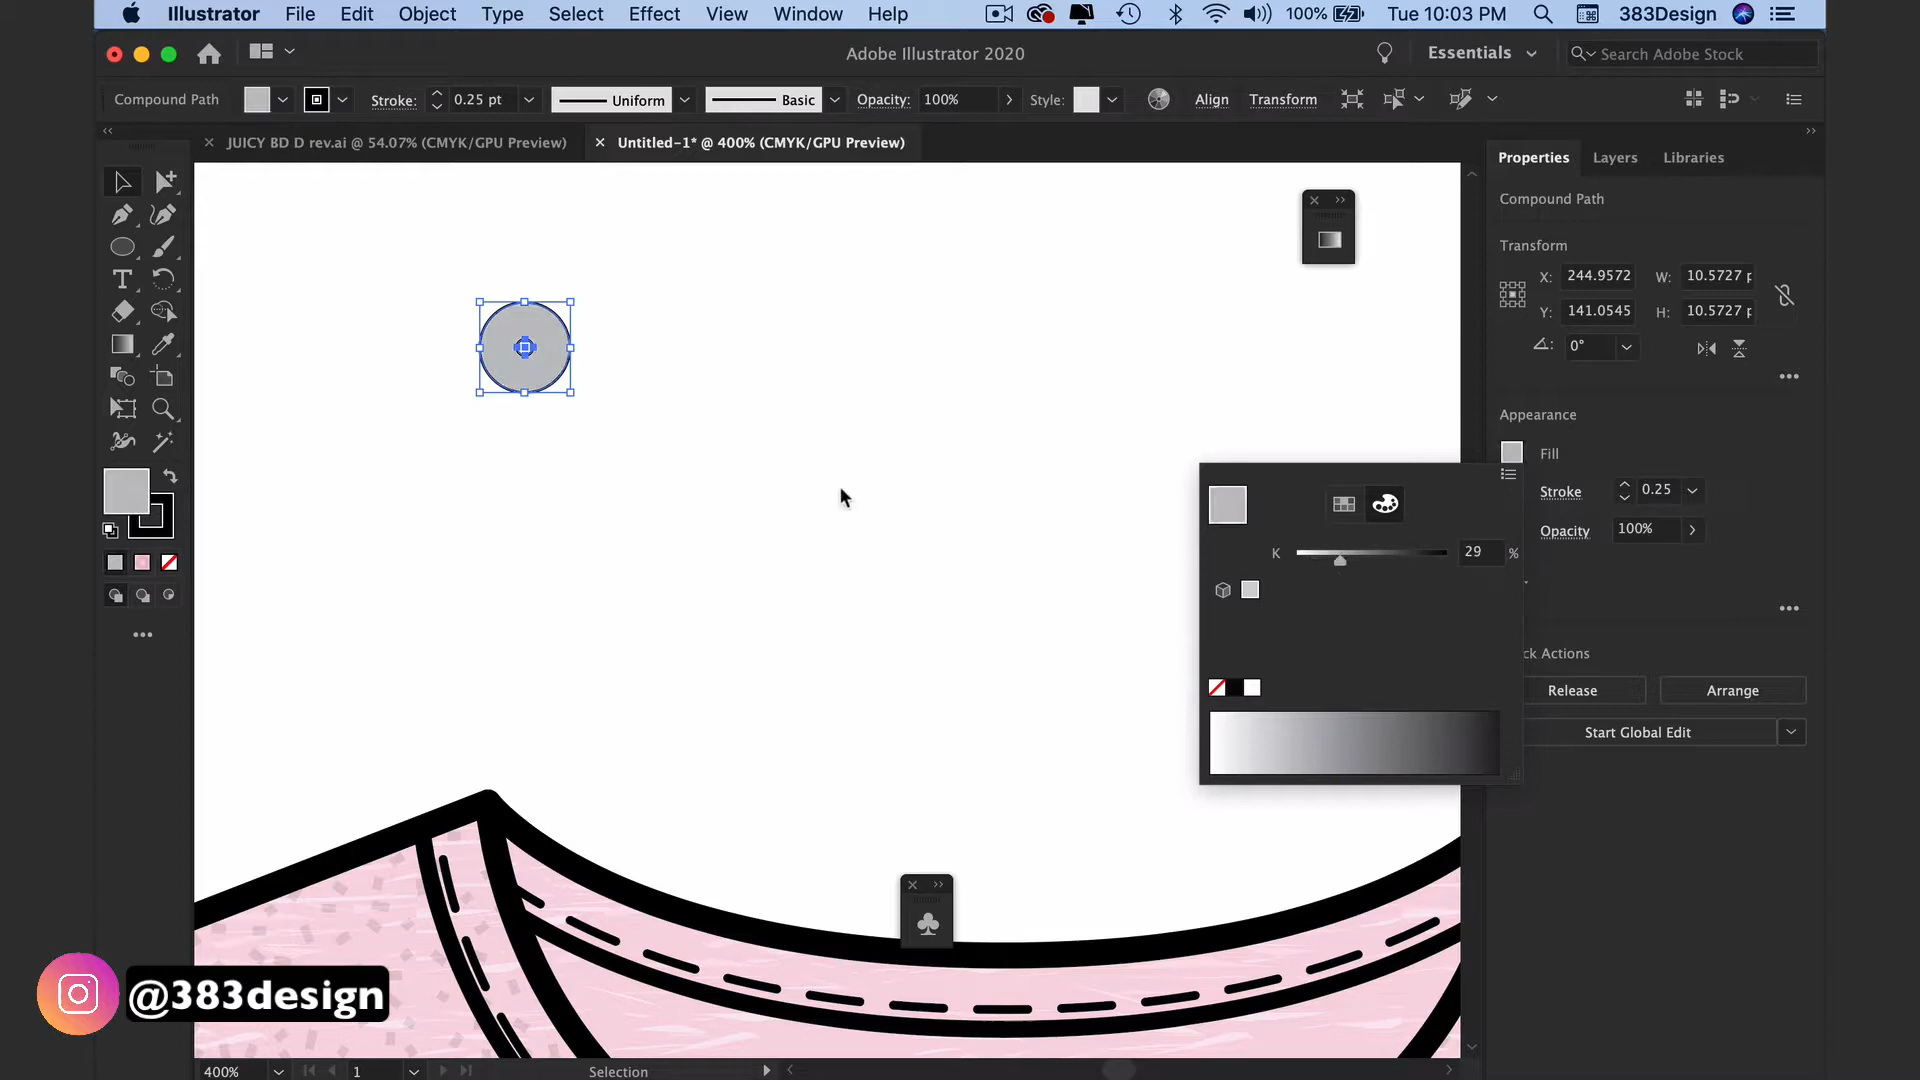 Illustrator File Edit Object Type Select Effect View Window Help 100% Tue 10:03 PM 383Design
Adobe Illustrator 2020
Essentials
Search Adobe Stock
Compound Path Stroke: 0.25 pt Uniform Basic Opacity: 100% Style: Align Transform
JUICY BD D rev.ai @ 54.07% (CMYK/GPU Preview) Untitled-1* @ 400% (CMYK/GPU Preview)
Properties Layers Libraries
Compound Path
Transform
X: 244.9572 W: 10.5727 p
Y: 141.0545 H: 10.5727 p
0°
Appearance
Fill
Stroke 0.25
Opacity 100%
K 29 %
ck Actions
Release Arrange
Start Global Edit
@383design
400% 1 Selection